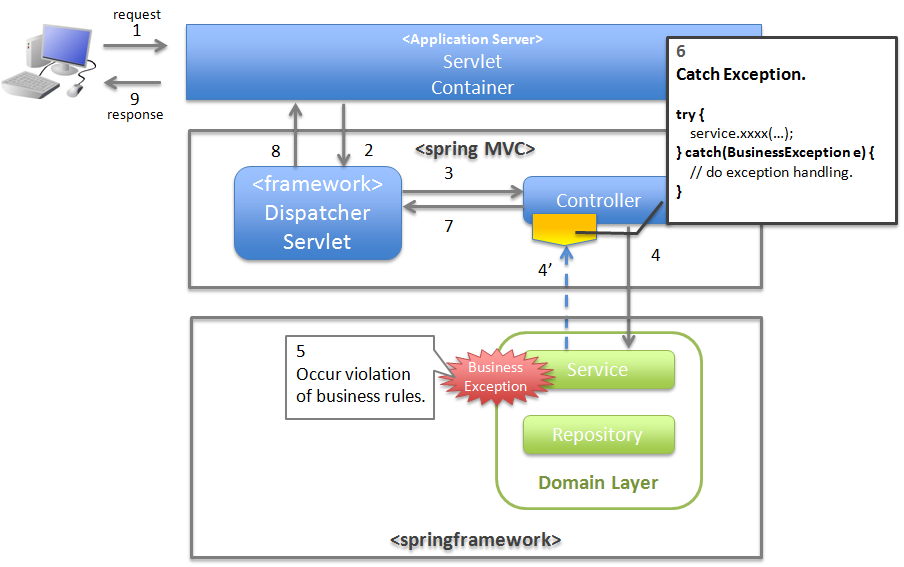 request
1
9
response
<Application Server>
Servlet
Container
6
Catch Exception.
try {
service.xxxx(...);
} catch(BusinessException e) {
// do exception handling.
}
8
2
<spring MVC>
<framework>
Dispatcher
Servlet
3
7
Controller
4
4’
5
Occur violation
of business rules.
Business
Exception
Service
Repository
Domain Layer
<springframework>